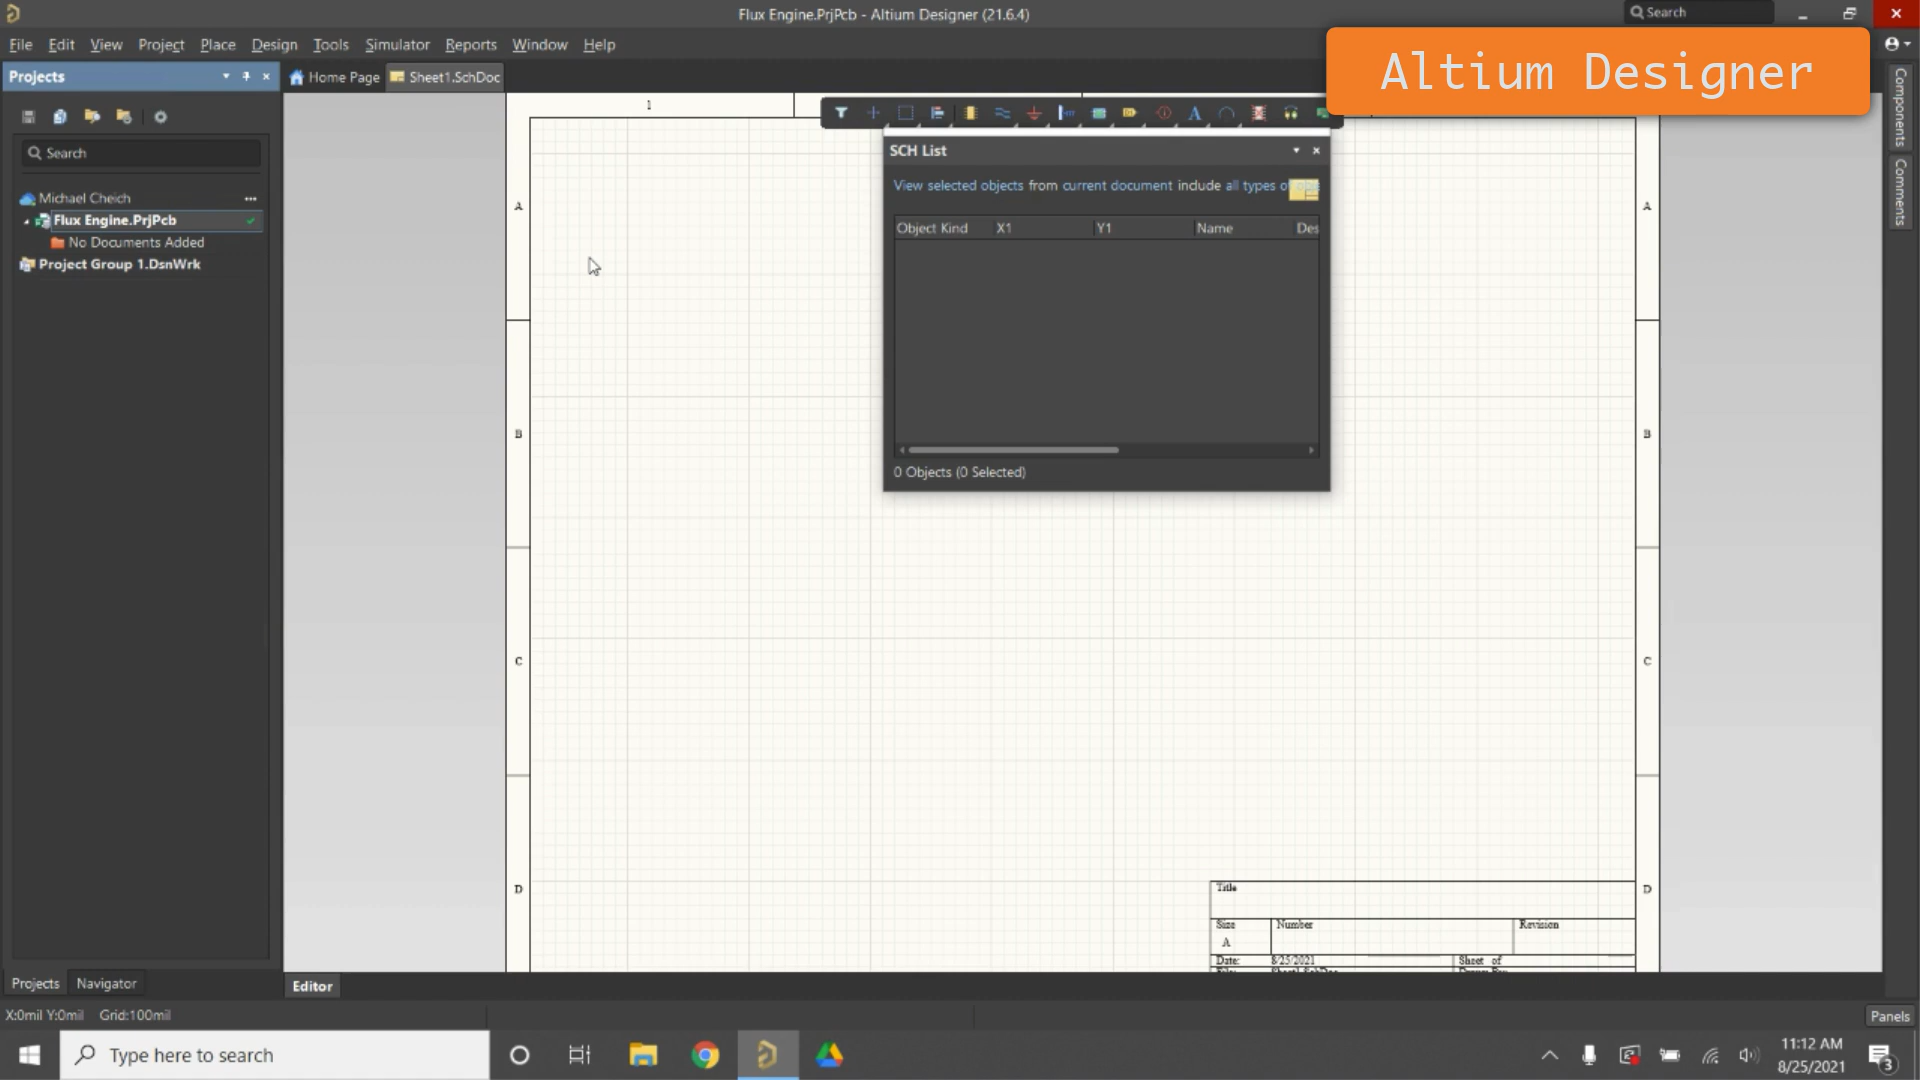 Flux Engine.PrjPcb - Altium Designer (21.6.4)
Search
File Edit View Project Place Design Tools Simulator Reports Window Help
Altium Designer
Projects
Home Page
Sheet1.SchDoc
Search
Michael Cheich
Flux Engine.PrjPcb
No Documents Added
Project Group 1.DsnWrk
1
SCH List
View selected objects from current document include all types of
Object Kind X1 Y1 Name Des
0 Objects (0 Selected)
A
A
B
B
C
C
D
D
Title
Size
A
Number
Revision
Date: 8/25/2021 Sheet of
Components
Comments
Projects
Navigator
Editor
X:0mil Y:0mil Grid:100mil
Panels
Type here to search
11:12 AM
8/25/2021
3